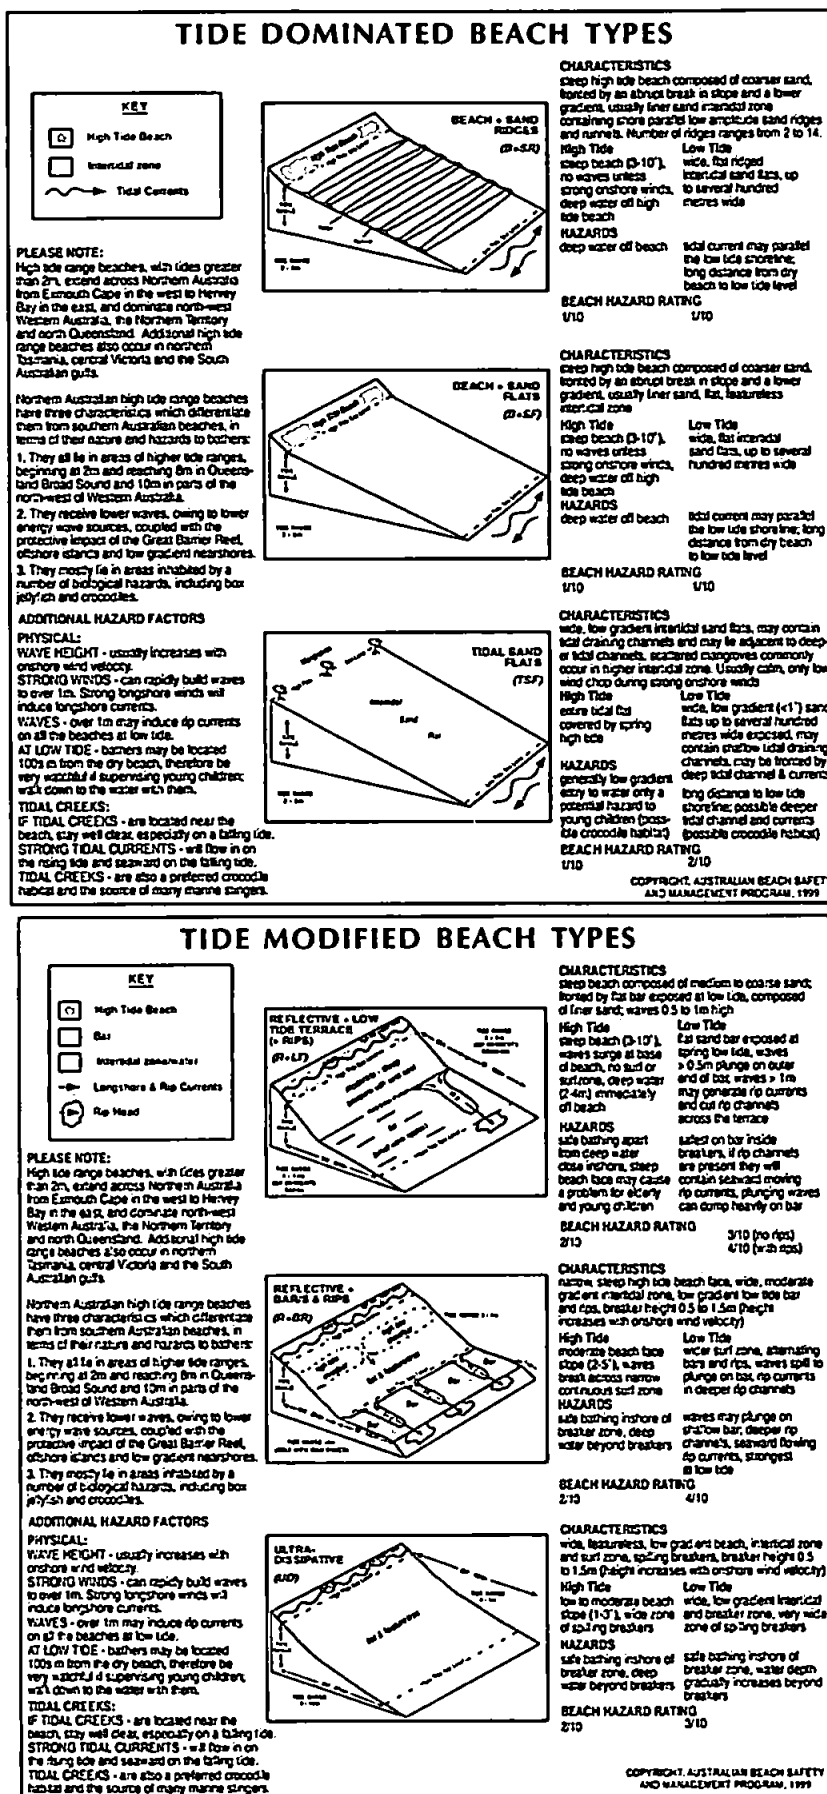 TIDE DOMINATED BEACH TYPES
KEY
High Tide Beach
Intertidal zone
Tidal Currents
PLEASE NOTE:
High tide range beaches, with tides greater
than 2m, extend across Northern Australia
from Exmouth Cape in the west to Hervey
Bay in the east, and dominate north-west
Western Australia, the Northern Territory
and north Queensland. Additional high tide
range beaches also occur in northern
Tasmania, central Victoria and the South
Australian gulfs.
Northern Australian high tide range beaches
have three characteristics which differentiate
them from southern Australian beaches, in
terms of their nature and hazards to bathers:
1. They all lie in areas of higher tide ranges,
beginning at 2m and reaching 8m in Queens-
land Broad Sound and 10m in parts of the
north-west of Western Australia.
2. They receive lower waves, owing to lower
energy wave sources, coupled with the
protective impact of the Great Barrier Reef,
offshore islands and low gradient nearshores.
3. They mostly lie in areas inhabited by a
number of biological hazards, including box
jellyfish and crocodiles.
ADDITIONAL HAZARD FACTORS
PHYSICAL:
WAVE HEIGHT - usually increases with
onshore wind velocity.
STRONG WINDS - can rapidly build waves
to over 1m. Strong longshore winds will
induce longshore currents.
WAVES - over 1m may induce rip currents
on all the beaches at low tide.
AT LOW TIDE - bathers may be located
100s m from the dry beach, therefore be
very watchful if supervising young children;
walk down to the water with them.
TIDAL CREEKS:
IF TIDAL CREEKS - are located near the
beach, stay well clear, especially on a falling tide.
STRONG TIDAL CURRENTS - will flow in on
the rising tide and seaward on the falling tide.
TIDAL CREEKS - are also a preferred crocodile
habitat and the source of many marine stingers.
BEACH + SAND
RIDGES
(B+SR)
High Tide Beach
CHARACTERISTICS
steep high tide beach composed of coarser sand,
fronted by an abrupt break in slope and a lower
gradient, usually finer sand intertidal zone
containing shore parallel low amplitude sand ridges
and runnels. Number of ridges ranges from 2 to 14.
High Tide Low Tide
steep beach (3-10°), wide, flat ridged
no waves unless intertidal sand flats, up
strong onshore winds, to several hundred
deep water off high metres wide
tide beach
HAZARDS
deep water off beach tidal current may parallel
the low tide shoreline;
long distance from dry
beach to low tide level
BEACH HAZARD RATING
1/10 1/10
BEACH + SAND
FLATS
(B+SF)
High Tide Beach
CHARACTERISTICS
steep high tide beach composed of coarser sand,
fronted by an abrupt break in slope and a lower
gradient, usually finer sand, flat, featureless
intertidal zone
High Tide Low Tide
steep beach (3-10°), wide, flat intertidal
no waves unless sand flats, up to several
strong onshore winds, hundred metres wide
deep water off high
tide beach
HAZARDS
deep water off beach tidal current may parallel
the low tide shoreline; long
distance from dry beach
to low tide level
BEACH HAZARD RATING
1/10 1/10
TIDAL SAND
FLATS
(TSF)
Mangroves
Intertidal
Sand
Flat
CHARACTERISTICS
wide, low gradient intertidal sand flats, may contain
tidal draining channels and may lie adjacent to deep-
er tidal channels, scattered mangroves commonly
occur in higher intertidal zone. Usually calm, only low
wind chop during strong onshore winds
High Tide Low Tide
entire tidal flat wide, low gradient (<1°) sand
covered by spring flats up to several hundred
high tide metres wide exposed, may
contain shallow tidal draining
HAZARDS channels, may be fronted by
generally low gradient deep tidal channel & currents
entry to water only a long distance to low tide
potential hazard to shoreline; possible deeper
young children (poss- tidal channel and currents
ible crocodile habitat) (possible crocodile habitat)
BEACH HAZARD RATING
1/10 2/10
COPYRIGHT, AUSTRALIAN BEACH SAFETY
AND MANAGEMENT PROGRAM, 1999
TIDE MODIFIED BEACH TYPES
KEY
High Tide Beach
Bar
Intertidal zone/water
Longshore & Rip Currents
Rip Head
PLEASE NOTE:
High tide range beaches, with tides greater
than 2m, extend across Northern Australia
from Exmouth Cape in the west to Hervey
Bay in the east, and dominate north-west
Western Australia, the Northern Territory
and north Queensland. Additional high tide
range beaches also occur in northern
Tasmania, central Victoria and the South
Australian gulfs.
Northern Australian high tide range beaches
have three characteristics which differentiate
them from southern Australian beaches, in
terms of their nature and hazards to bathers:
1. They all lie in areas of higher tide ranges,
beginning at 2m and reaching 8m in Queens-
land Broad Sound and 10m in parts of the
north-west of Western Australia.
2. They receive lower waves, owing to lower
energy wave sources, coupled with the
protective impact of the Great Barrier Reef,
offshore islands and low gradient nearshores.
3. They mostly lie in areas inhabited by a
number of biological hazards, including box
jellyfish and crocodiles.
ADDITIONAL HAZARD FACTORS
PHYSICAL:
WAVE HEIGHT - usually increases with
onshore wind velocity.
STRONG WINDS - can rapidly build waves
to over 1m. Strong longshore winds will
induce longshore currents.
WAVES - over 1m may induce rip currents
on all the beaches at low tide.
AT LOW TIDE - bathers may be located
100s m from the dry beach, therefore be
very watchful if supervising young children;
walk down to the water with them.
TIDAL CREEKS:
IF TIDAL CREEKS - are located near the
beach, stay well clear, especially on a falling tide.
STRONG TIDAL CURRENTS - will flow in on
the rising tide and seaward on the falling tide.
TIDAL CREEKS - are also a preferred crocodile
habitat and the source of many marine stingers.
REFLECTIVE + LOW
TIDE TERRACE
(+ RIPS)
(R+LT)
CHARACTERISTICS
steep beach composed of medium to coarse sand;
fronted by flat bar exposed at low tide, composed
of finer sand; waves 0.5 to 1m high
High Tide Low Tide
steep beach (3-10°), flat sand bar exposed at
waves surge at base spring low tide, waves
of beach, no surf or > 0.5m plunge on outer
surfzone, deep water end of bar, waves > 1m
(2-4m) immediately may generate rip currents
off beach and cut rip channels
across the terrace
HAZARDS
safe bathing apart safest on bar inside
from deep water breakers, if rip channels
close inshore, steep are present they will
beach face may cause contain seaward moving
a problem for elderly rip currents, plunging waves
and young children can dump heavily on bar
BEACH HAZARD RATING
2/10 3/10 (no rips)
4/10 (with rips)
REFLECTIVE +
BAR/S & RIPS
(R+BR)
CHARACTERISTICS
narrow, steep high tide beach face, wide, moderate
gradient intertidal zone, low gradient low tide bar
and rips, breaker height 0.5 to 1.5m (height
increases with onshore wind velocity)
High Tide Low Tide
moderate beach face wider surf zone, alternating
slope (2-5°), waves bars and rips, waves spill to
break across narrow plunge on bar, rip currents
continuous surf zone in deeper rip channels
HAZARDS
safe bathing inshore of waves may plunge on
breaker zone, deep shallow bar; deeper rip
water beyond breakers channels, seaward flowing
rip currents, strongest
at low tide
BEACH HAZARD RATING
2/10 4/10
ULTRA-
DISSIPATIVE
(UD)
Flat & featureless
CHARACTERISTICS
wide, featureless, low gradient beach, intertidal zone
and surf zone, spilling breakers, breaker height 0.5
to 1.5m (height increases with onshore wind velocity)
High Tide Low Tide
low to moderate beach wide, low gradient intertidal
slope (1-3°), wide zone and breaker zone, very wide
of spilling breakers zone of spilling breakers
HAZARDS
safe bathing inshore of safe bathing inshore of
breaker zone, deep breaker zone, water depth
water beyond breakers gradually increases beyond
breakers
BEACH HAZARD RATING
2/10 3/10
COPYRIGHT, AUSTRALIAN BEACH SAFETY
AND MANAGEMENT PROGRAM, 1999